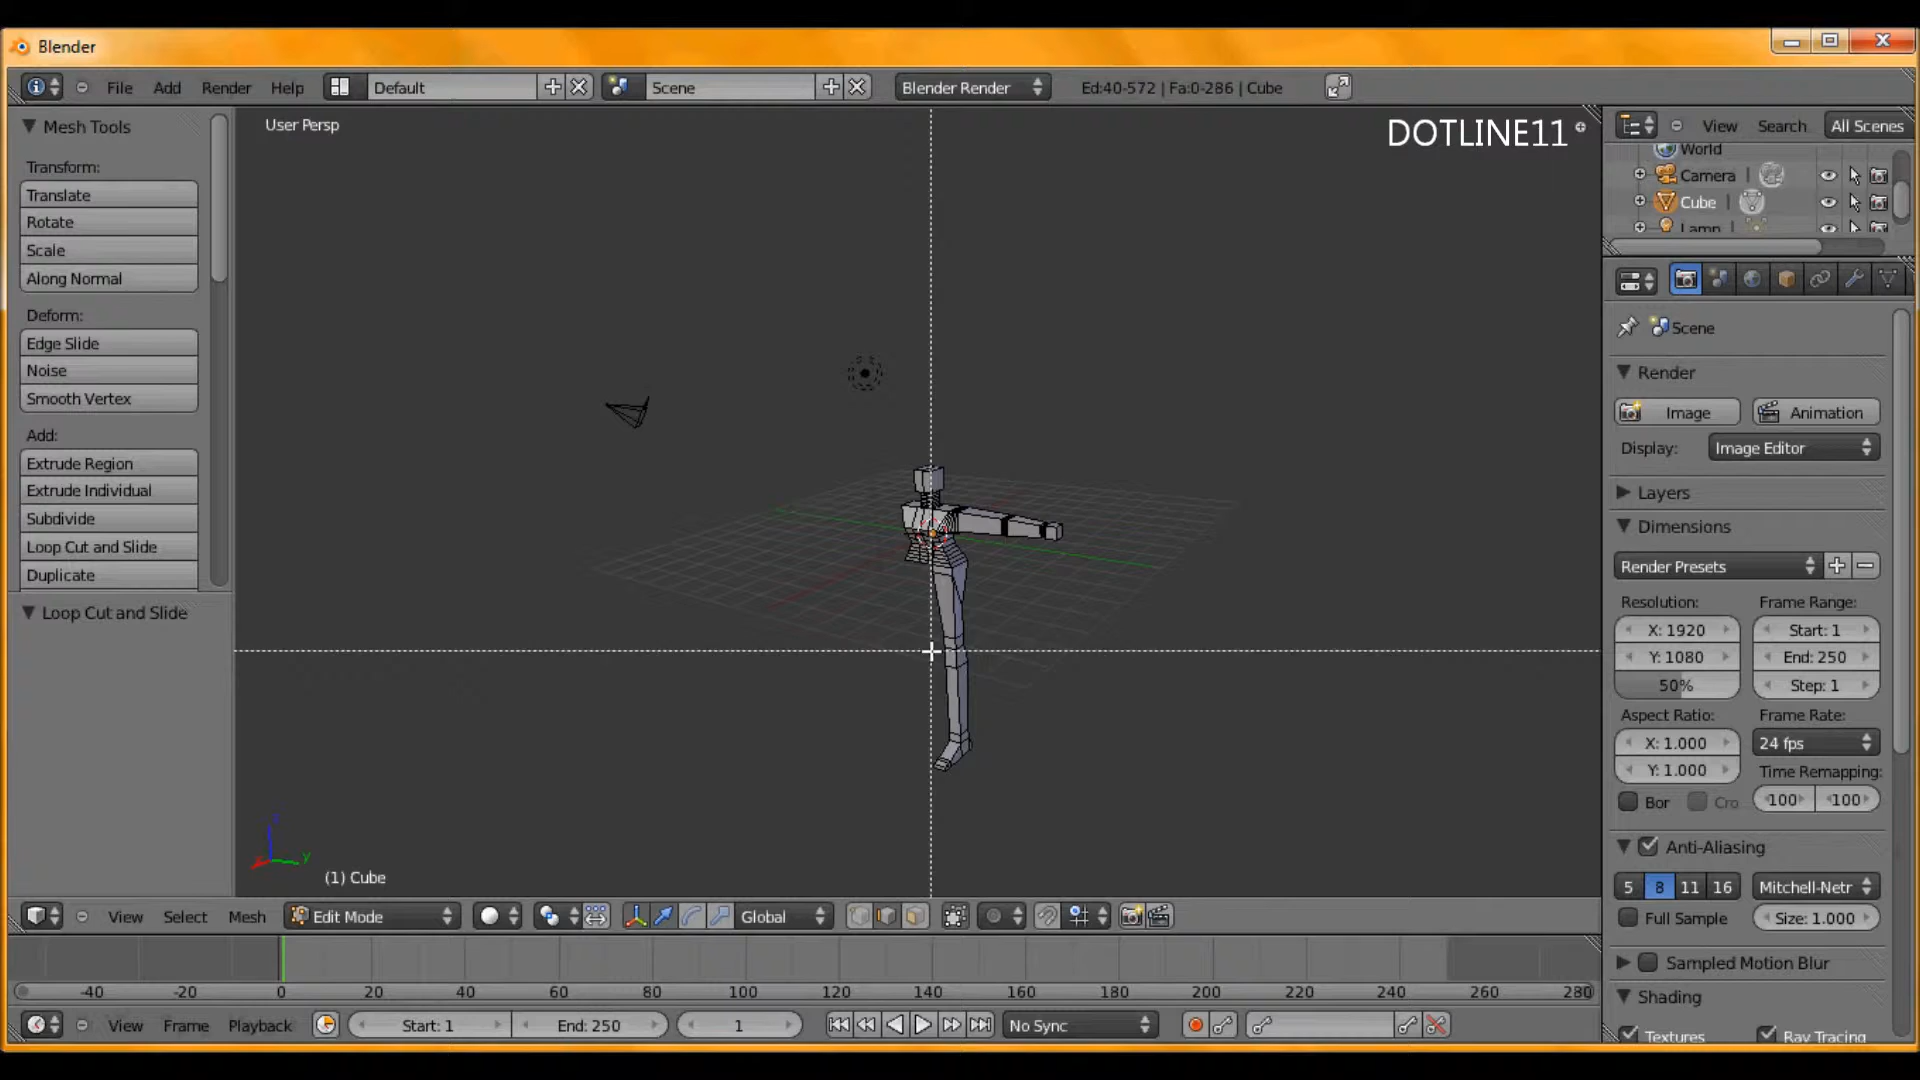 Blender
File Add Render Help Default Scene Blender Render Ed:40-572 | Fa:0-286 | Cube
Mesh Tools
Transform:
Translate
Rotate
Scale
Along Normal
Deform:
Edge Slide
Noise
Smooth Vertex
Add:
Extrude Region
Extrude Individual
Subdivide
Loop Cut and Slide
Duplicate
Loop Cut and Slide
User Persp
DOTLINE11
z
x y
(1) Cube
View Select Mesh Edit Mode Global
-40 -20 0 20 40 60 80 100 120 140 160 180 200 220 240 260 280
View Frame Playback Start: 1 End: 250 1 No Sync
View Search All Scenes
World
Camera
Cube
Lamp
Scene
Render
Image Animation
Display: Image Editor
Layers
Dimensions
Render Presets
Resolution: Frame Range:
X: 1920 Start: 1
Y: 1080 End: 250
50% Step: 1
Aspect Ratio: Frame Rate:
X: 1.000 24 fps
Y: 1.000 Time Remapping:
Bor Cro 100 100
Anti-Aliasing
5 8 11 16 Mitchell-Netr
Full Sample Size: 1.000
Sampled Motion Blur
Shading
Textures Ray Tracing